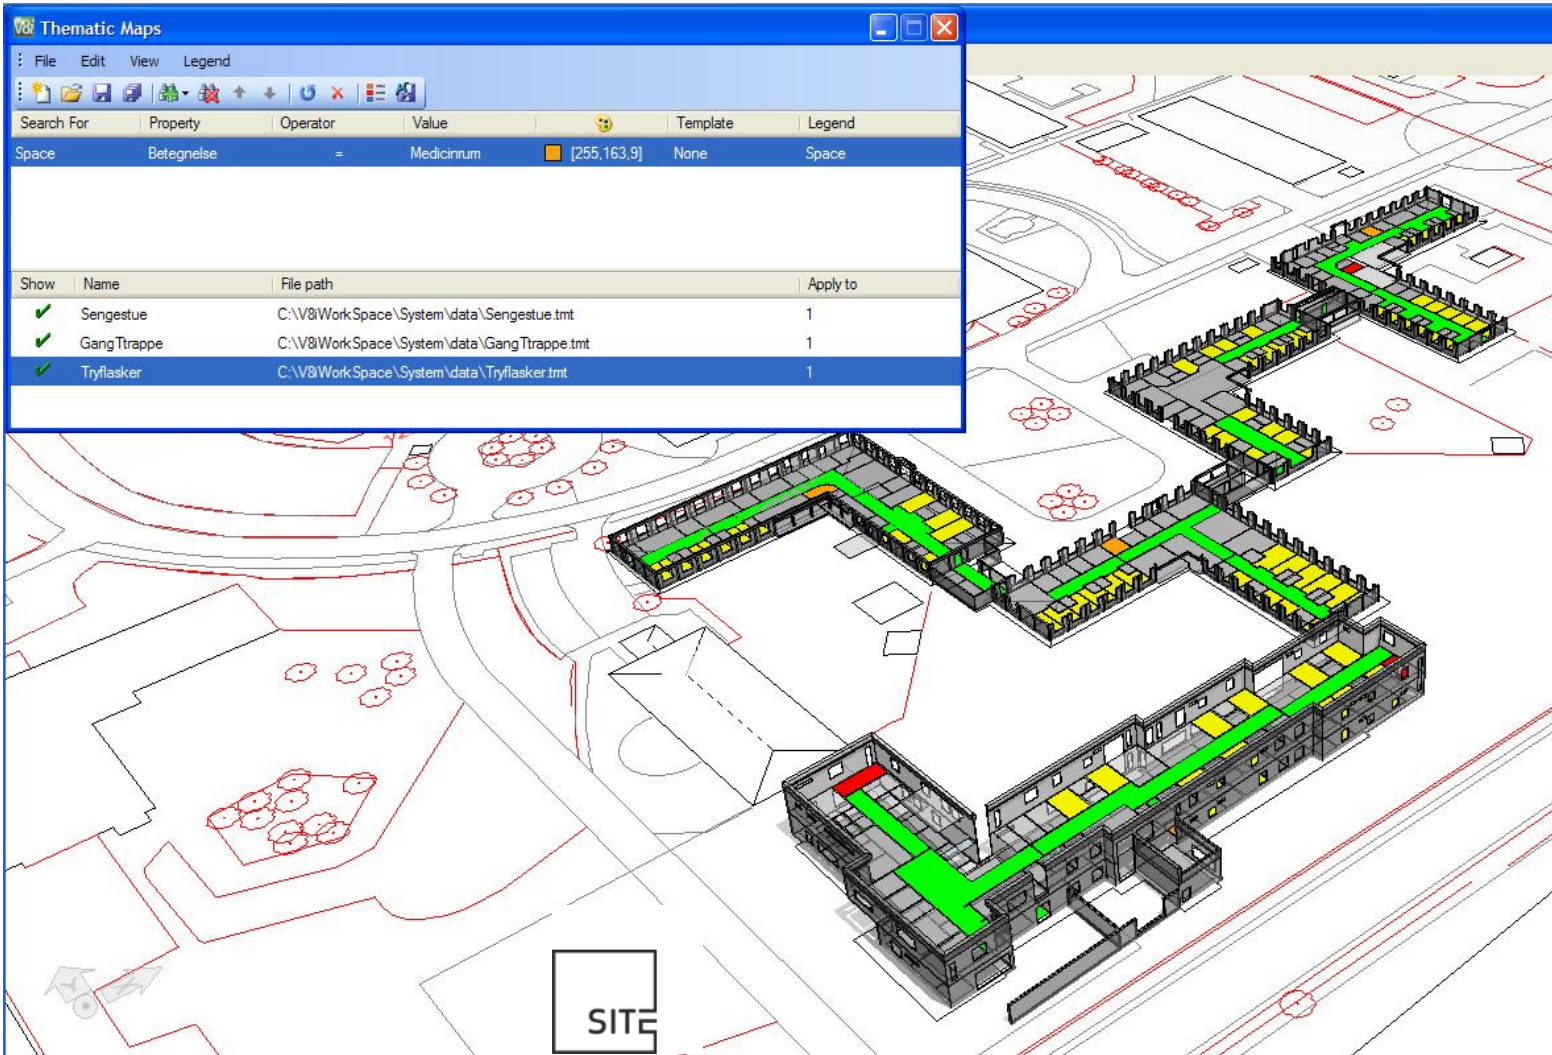 V8i Thematic Maps
File Edit View Legend
Search For Property Operator Value Template Legend
Space Betegnelse = Medicinrum [255,163,9] None Space
Show Name File path Apply to
Sengestue C:\V8iWorkSpace\System\data\Sengestue.tmt 1
GangTtrappe C:\V8iWorkSpace\System\data\GangTtrappe.tmt 1
Tryflasker C:\V8iWorkSpace\System\data\Tryflasker.tmt 1
SITE